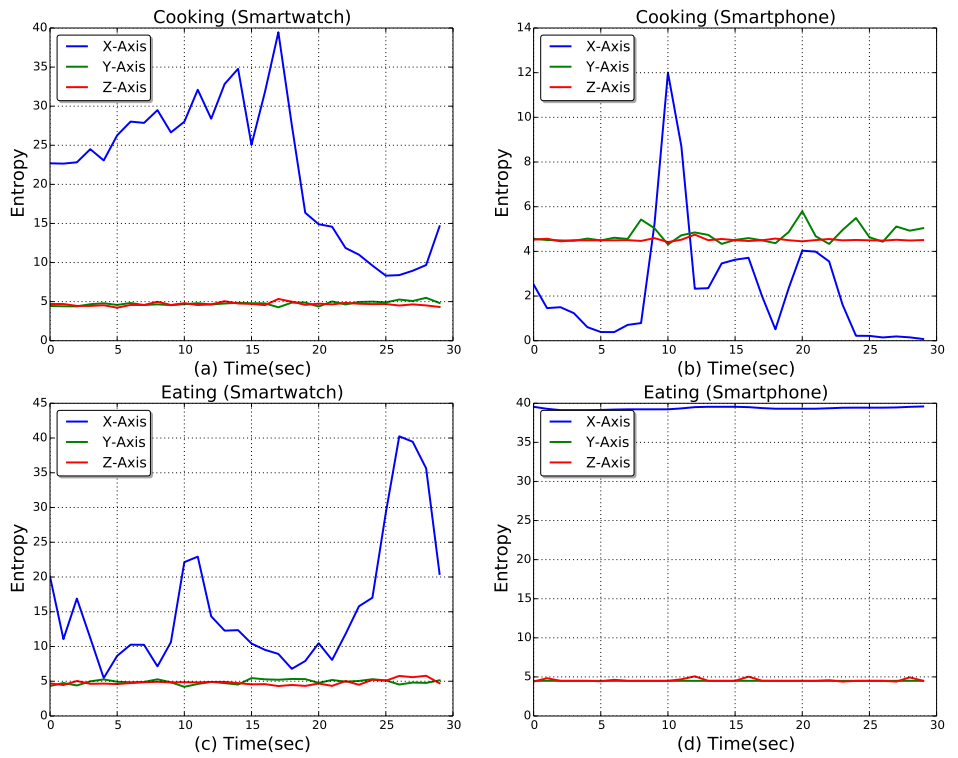 Cooking (Smartwatch)
40
35
30
25
20
15
10
5
0
0 5 10 15 20 25 30
Entropy
X-Axis
Y-Axis
Z-Axis
(a) Time(sec)
Cooking (Smartphone)
14
12
10
8
6
4
2
0
0 5 10 15 20 25 30
Entropy
X-Axis
Y-Axis
Z-Axis
(b) Time(sec)
Eating (Smartwatch)
45
40
35
30
25
20
15
10
5
0
0 5 10 15 20 25 30
Entropy
X-Axis
Y-Axis
Z-Axis
(c) Time(sec)
Eating (Smartphone)
40
35
30
25
20
15
10
5
0
0 5 10 15 20 25 30
Entropy
X-Axis
Y-Axis
Z-Axis
(d) Time(sec)